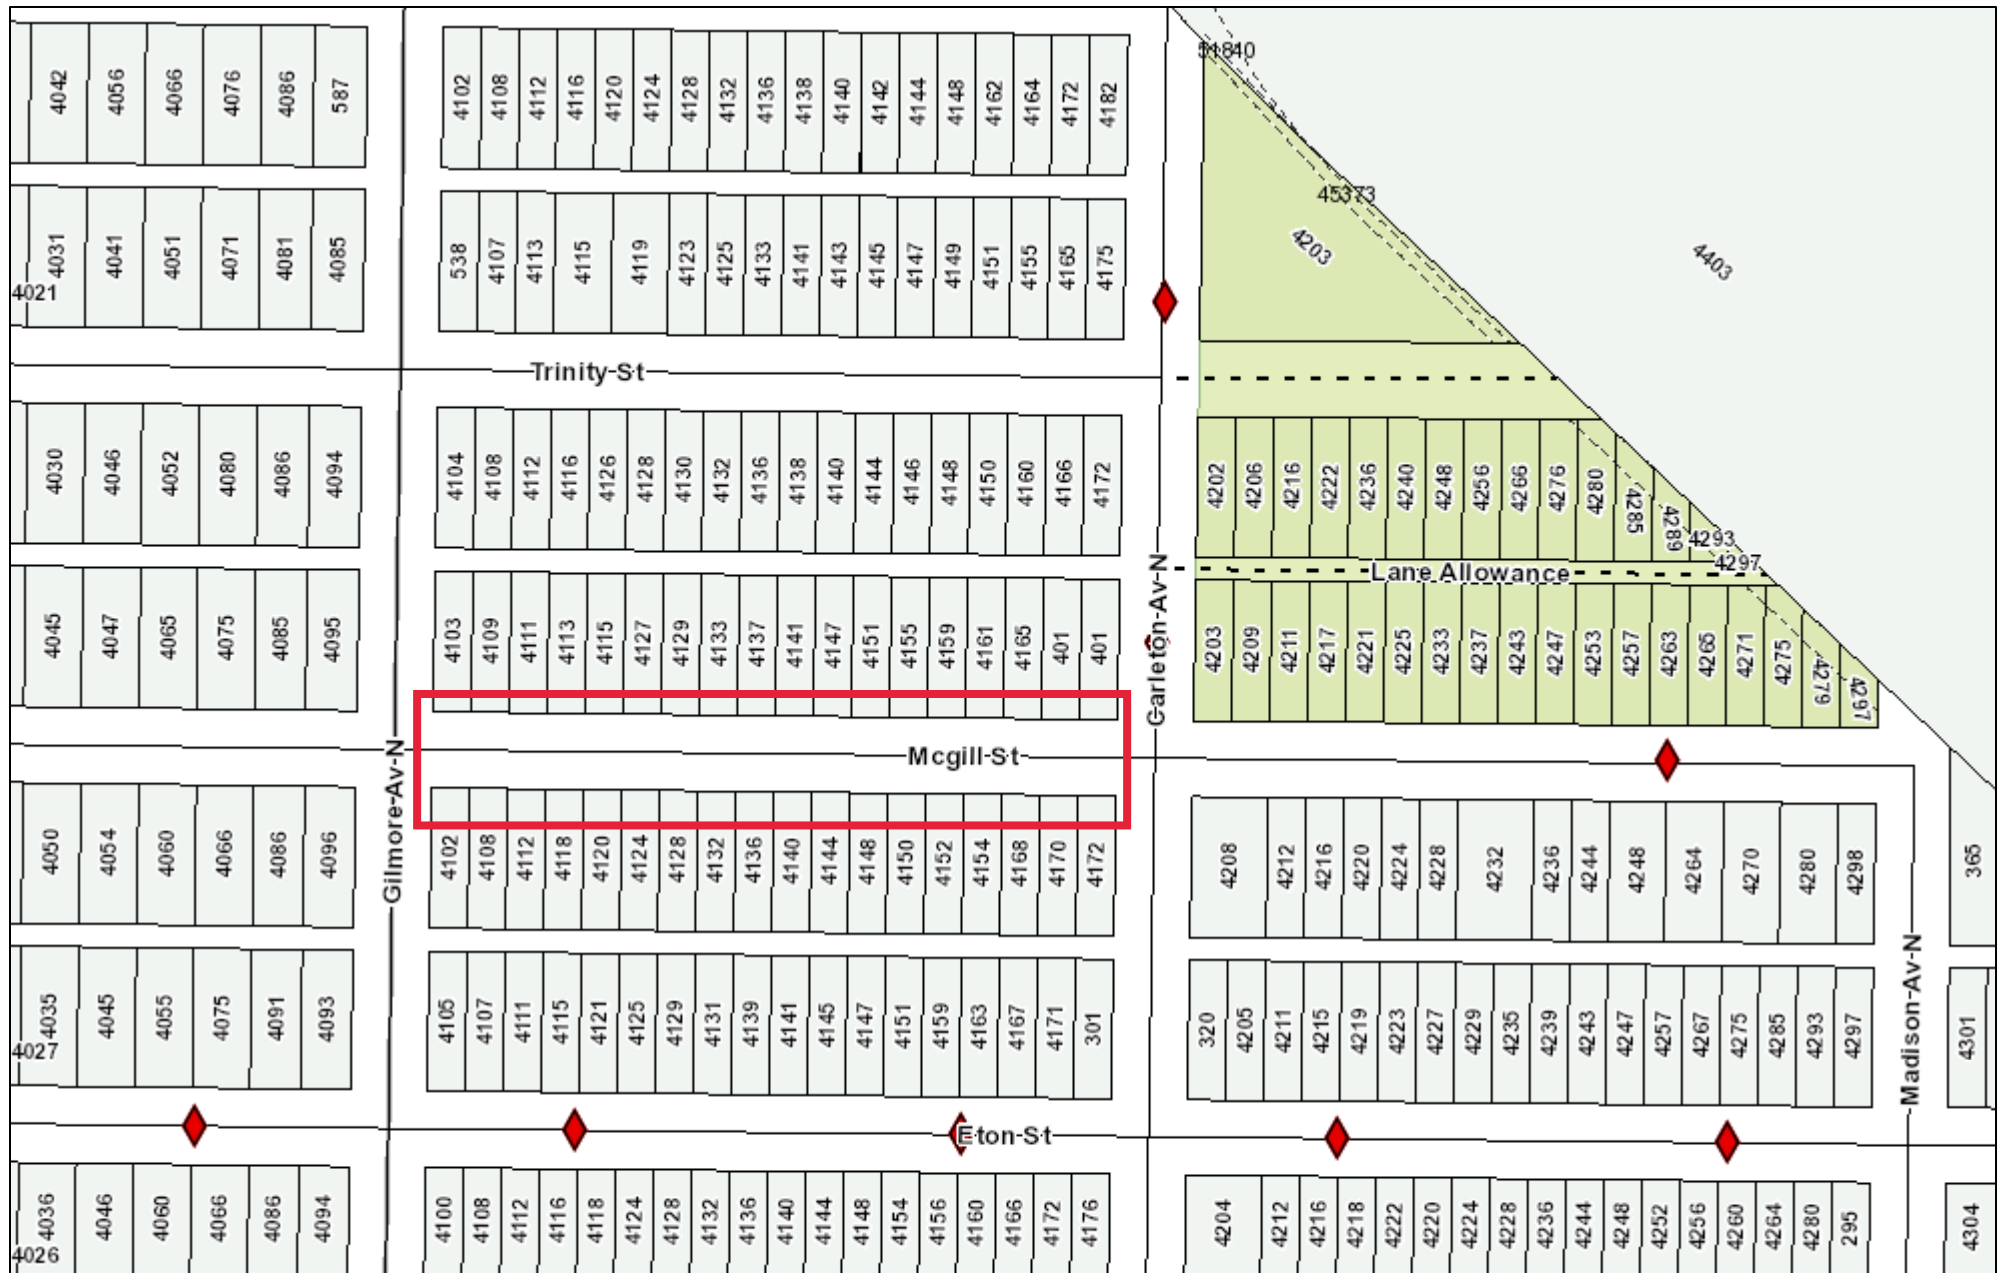 4042 4056 4066 4076 4086 587 4102 4108 4112 4116 4120 4124 4128 4132 4136 4138 4140 4142 4144 4148 4162 4164 4172 4182
51840
45373
4203
4403
4031 4041 4051 4071 4081 4085 538 4107 4113 4115 4119 4123 4125 4133 4141 4143 4145 4147 4149 4151 4155 4165 4175
4021
Trinity St
4030 4046 4052 4080 4086 4094 4104 4108 4112 4116 4126 4128 4130 4132 4136 4138 4140 4144 4146 4148 4150 4160 4166 4172 4202 4206 4216 4222 4236 4240 4248 4256 4266 4276 4280 4285 4289 4293
4297
Lane Allowance
Carleton Av N
4045 4047 4065 4075 4085 4095 4103 4109 4111 4113 4115 4127 4129 4133 4137 4141 4147 4151 4155 4159 4161 4165 401 401 4203 4209 4211 4217 4221 4225 4233 4237 4243 4247 4253 4257 4263 4265 4271 4275 4279 4297
Mcgill St
Gilmore Av N
4050 4054 4060 4066 4086 4096 4102 4108 4112 4118 4120 4124 4128 4132 4136 4140 4144 4148 4150 4152 4154 4168 4170 4172 4208 4212 4216 4220 4224 4228 4232 4236 4244 4248 4264 4270 4280 4298 365
Madison Av N
4035 4045 4055 4075 4091 4093 4105 4107 4111 4115 4121 4125 4129 4131 4139 4141 4145 4147 4151 4159 4163 4167 4171 301 320 4205 4211 4215 4219 4223 4227 4229 4235 4239 4243 4247 4257 4267 4275 4285 4293 4297 4301
4027
Eton St
4036 4046 4060 4066 4086 4094 4100 4108 4112 4116 4118 4124 4128 4132 4136 4140 4144 4148 4154 4156 4160 4166 4172 4176 4204 4212 4216 4218 4222 4220 4224 4228 4236 4244 4248 4252 4256 4260 4264 4280 295 4304
4026